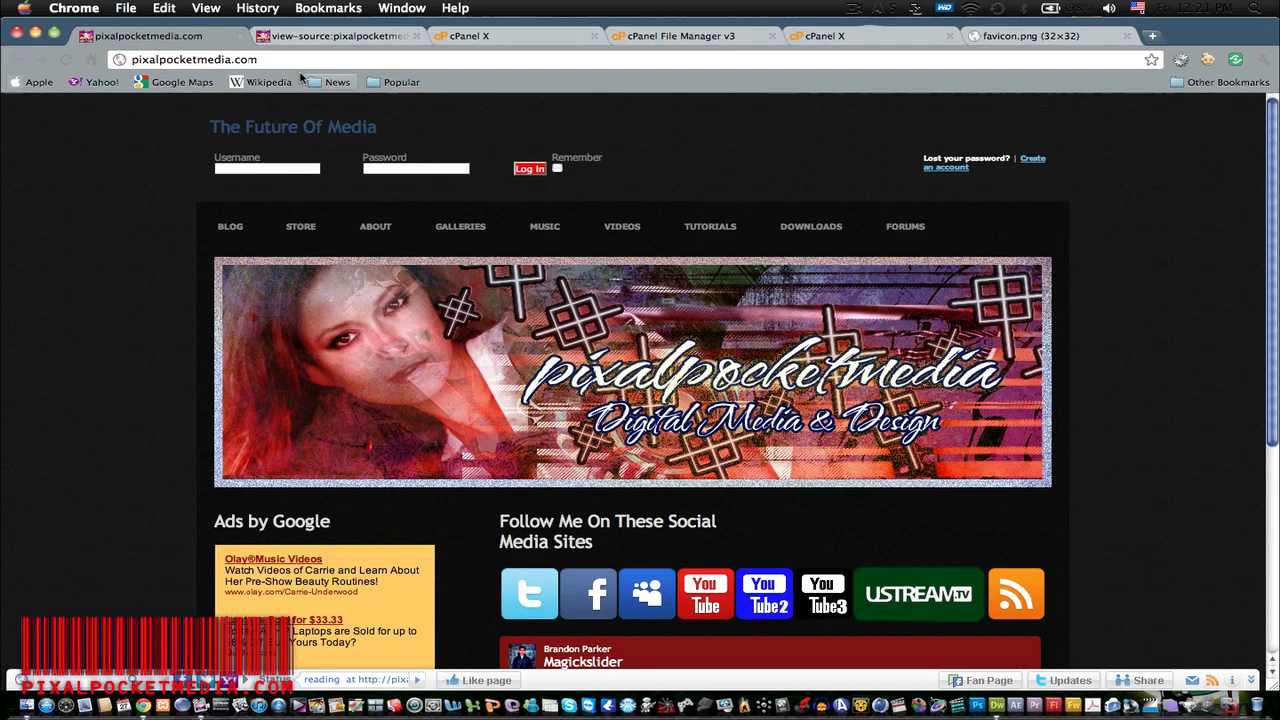 Chrome File Edit View History Bookmarks Window Help
pixalpocketmedia.com view-source:pixalpocketmed cPanel X cPanel File Manager v3 cPanel X favicon.png (32×32)
pixalpocketmedia.com
Apple Yahoo! Google Maps Wikipedia News Popular Other Bookmarks
The Future Of Media
Username Password Remember
Log In
Lost your password? | Create
an account
BLOG STORE ABOUT GALLERIES MUSIC VIDEOS TUTORIALS DOWNLOADS FORUMS
pixalpocketmedia
Digital Media & Design
Ads by Google
Olay®Music Videos
Watch Videos of Carrie and Learn About
Her Pre-Show Beauty Routines!
www.olay.com/Carrie-Underwood
for $33.33
Laptops are Sold for up to
Yours Today?
Follow Me On These Social
Media Sites
You Tube
You Tube2
You Tube3
USTREAM.TV
Brandon Parker
Magickslider
Status reading at http://pixa Like page Fan Page Updates Share
PIXALPOCKETMEDIA.COM